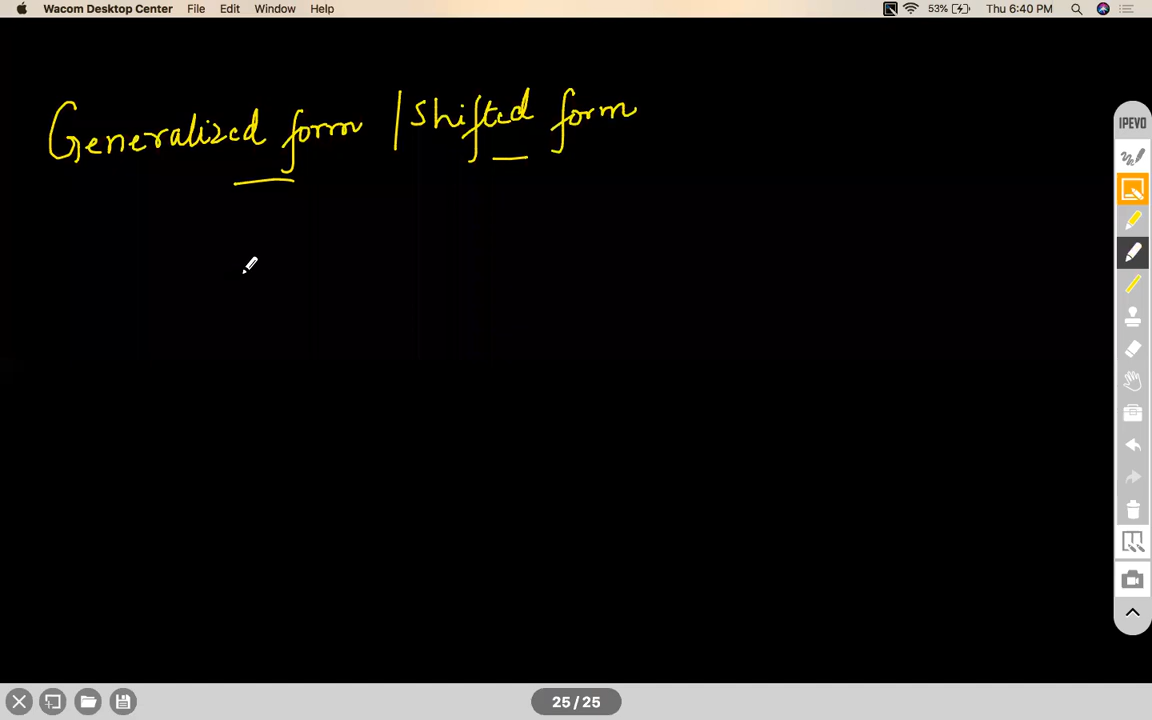 Wacom Desktop Center File Edit Window Help 53% Thu 6:40 PM
Generalized form | Shifted form
IPEVO
25 / 25